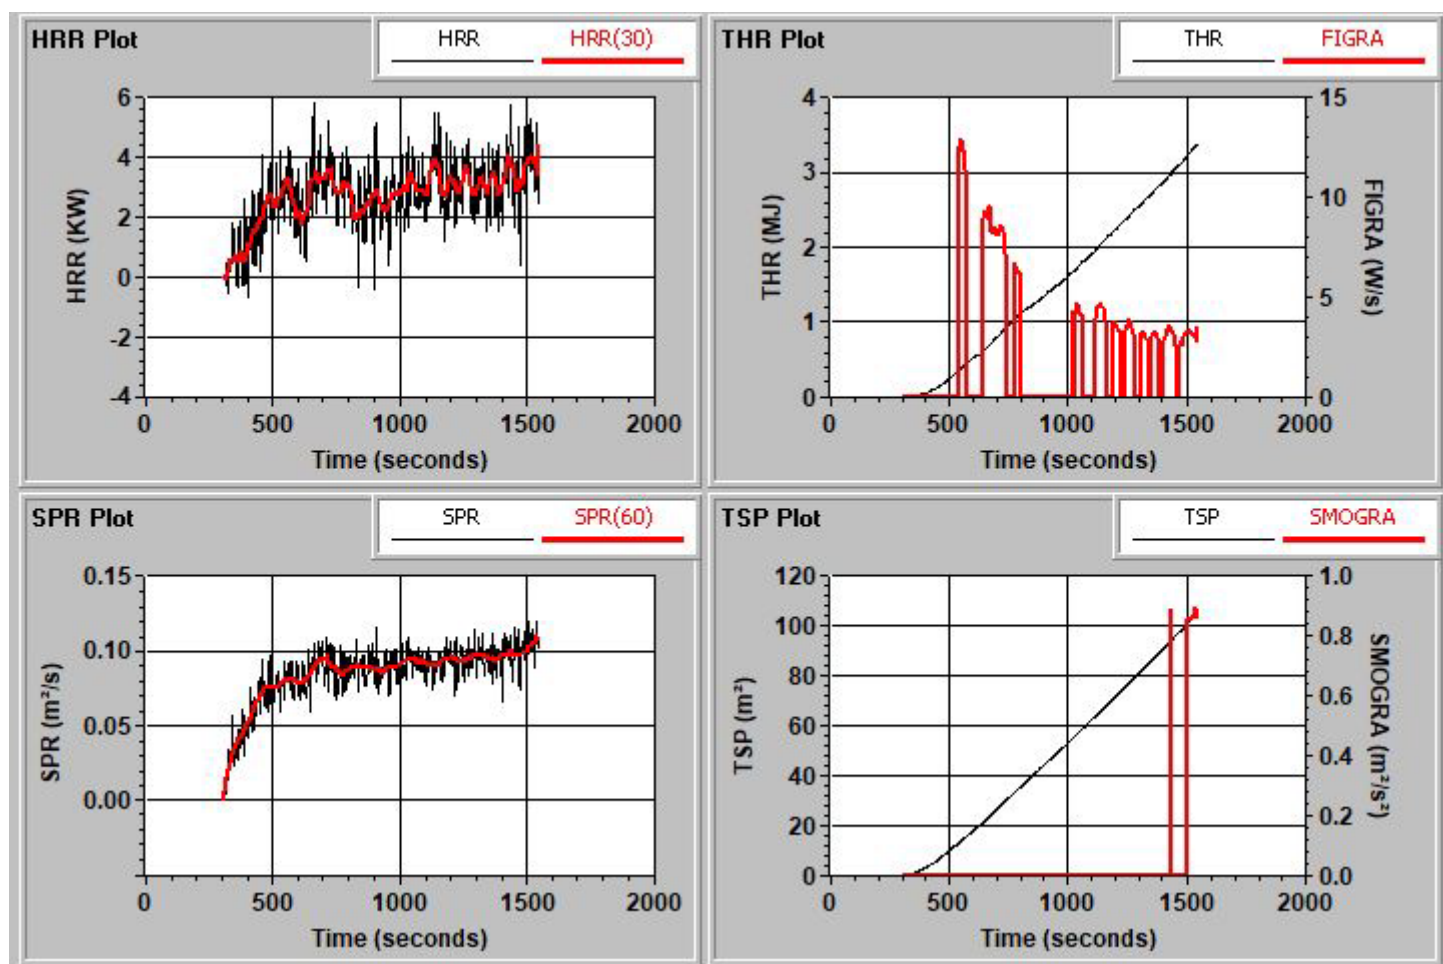 HRR Plot
HRR HRR(30)
6
4
2
0
-2
-4
HRR (KW)
0 500 1000 1500 2000
Time (seconds)
THR Plot
THR FIGRA
4
3
2
1
0
THR (MJ)
15
10
5
0
FIGRA (W/s)
0 500 1000 1500 2000
Time (seconds)
SPR Plot
SPR SPR(60)
0.15
0.10
0.05
0.00
SPR (m²/s)
0 500 1000 1500 2000
Time (seconds)
TSP Plot
TSP SMOGRA
120
100
80
60
40
20
0
TSP (m²)
1.0
0.8
0.6
0.4
0.2
0.0
SMOGRA (m²/s²)
0 500 1000 1500 2000
Time (seconds)